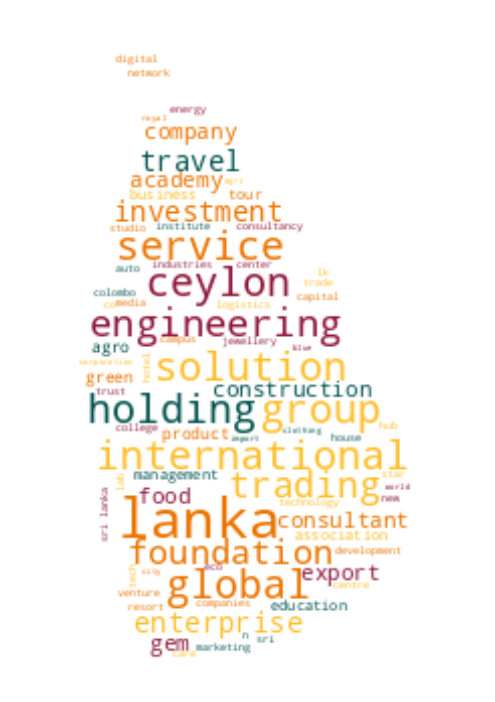 digital
network
energy
royal
company
travel
academy agri
business tour
investment
studio institute consultancy
service
auto industries center
ceylon lk
trade
colombo capital
media logistics
engineering
campus jewellery
agro blue
corporation hotel solution
green
trust construction
holding group
college product clothing hub
import house
international
lab management trading star
food world
sri lanka new
lanka technology
consultant
association
foundation development
tech city eco export
global centre
venture
resort companies education
enterprise
n sri
gem marketing
care